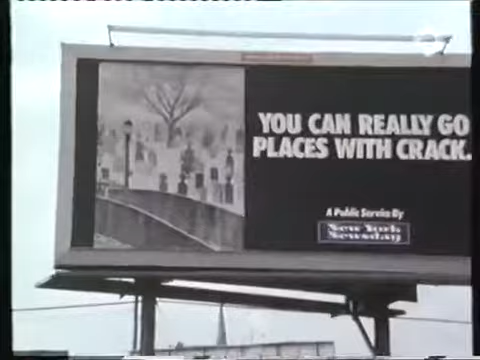 YOU CAN REALLY GO
PLACES WITH CRACK.
A Public Service By
New York
Newsday